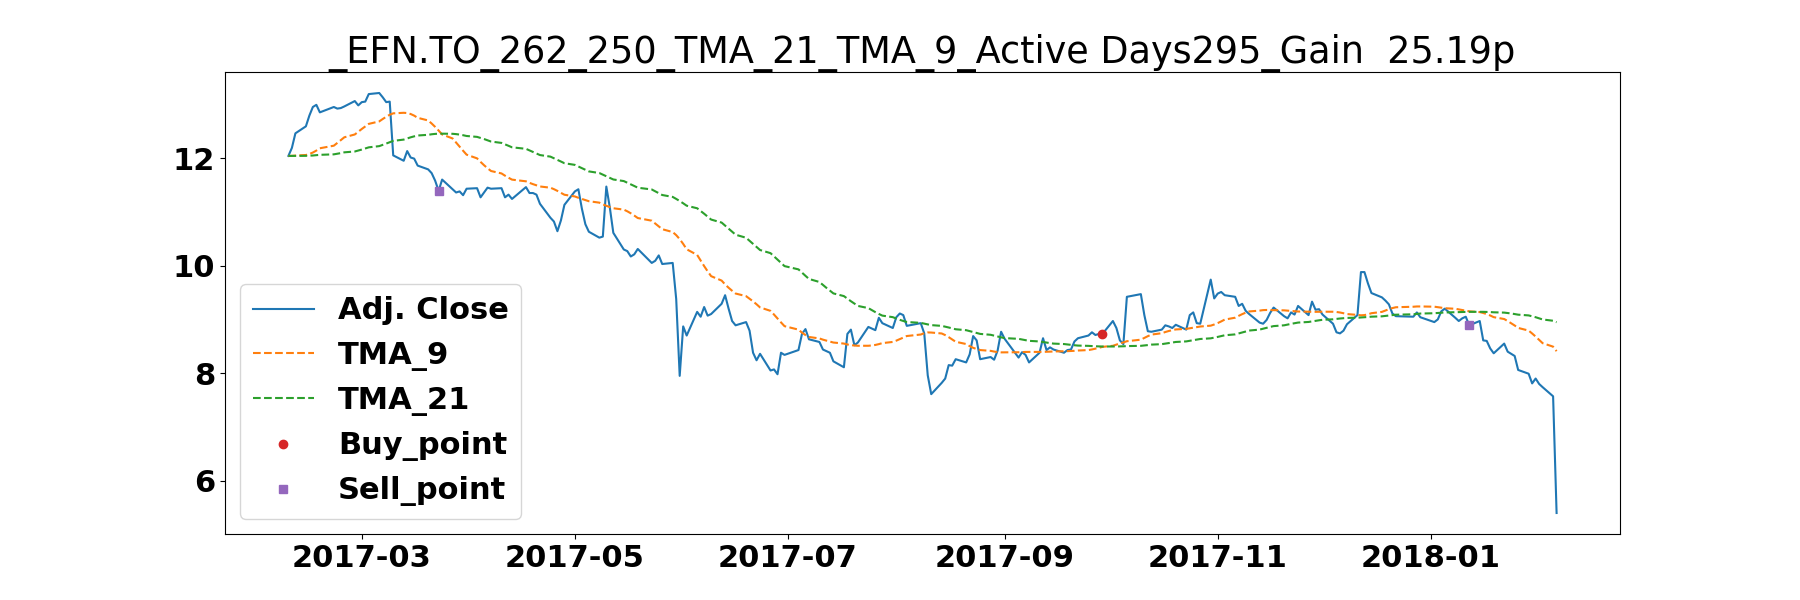 _EFN.TO_262_250_TMA_21_TMA_9_Active Days295_Gain  25.19p
12
10
8
6
Adj. Close
TMA_9
TMA_21
Buy_point
Sell_point
2017-03 2017-05 2017-07 2017-09 2017-11 2018-01